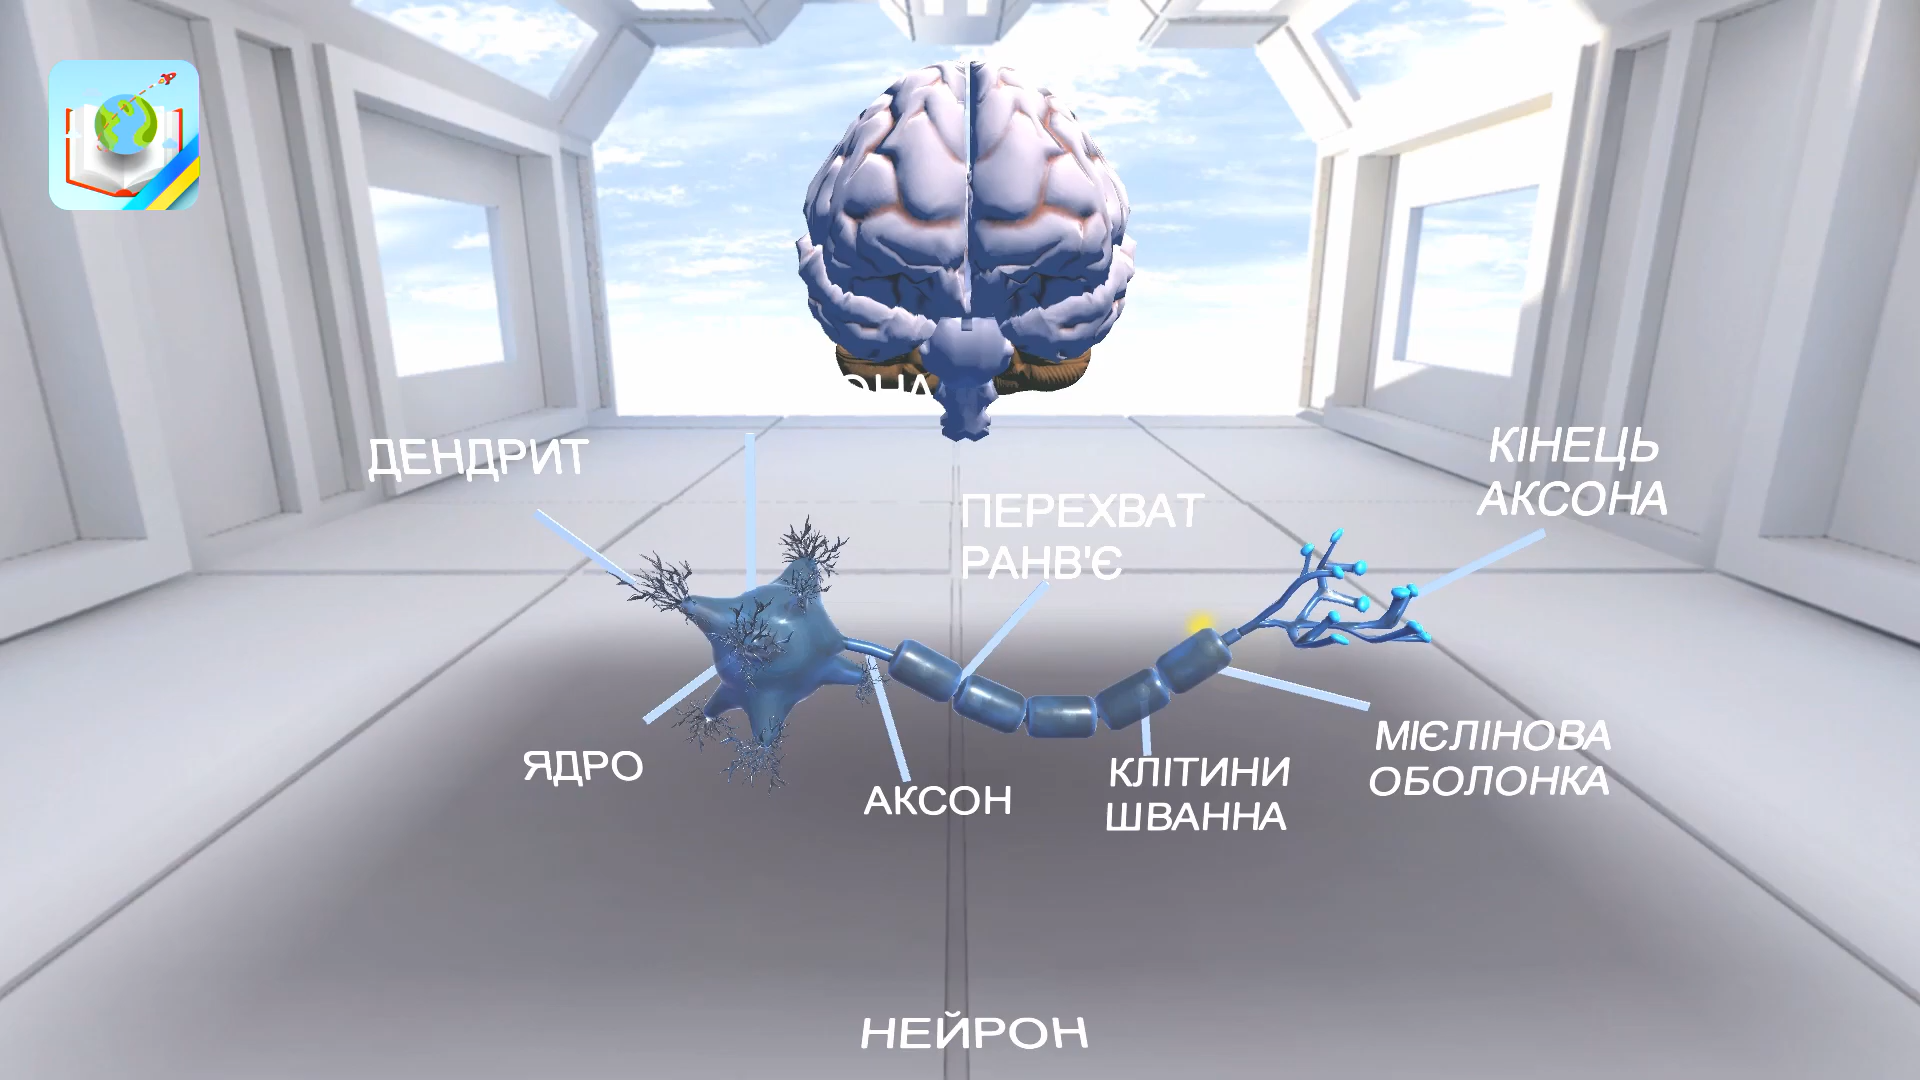 ДЕНДРИТ
ПЕРЕХВАТ
РАНВ'Є
КІНЕЦЬ
АКСОНА
ЯДРО
АКСОН
КЛІТИНИ
ШВАННА
МІЄЛІНОВА
ОБОЛОНКА
НЕЙРОН